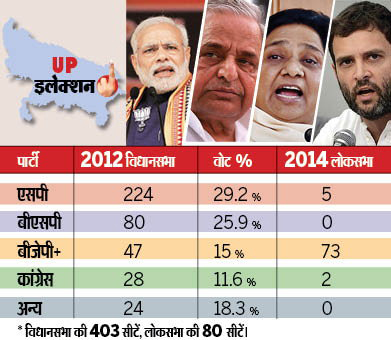 UP
इलेक्शन
पार्टी 2012 विधानसभा वोट % 2014 लोकसभा
एसपी 224 29.2 % 5
बीएसपी 80 25.9 % 0
बीजेपी+ 47 15 % 73
कांग्रेस 28 11.6 % 2
अन्य 24 18.3 % 0
* विधानसभा की 403 सीटें, लोकसभा की 80 सीटें।